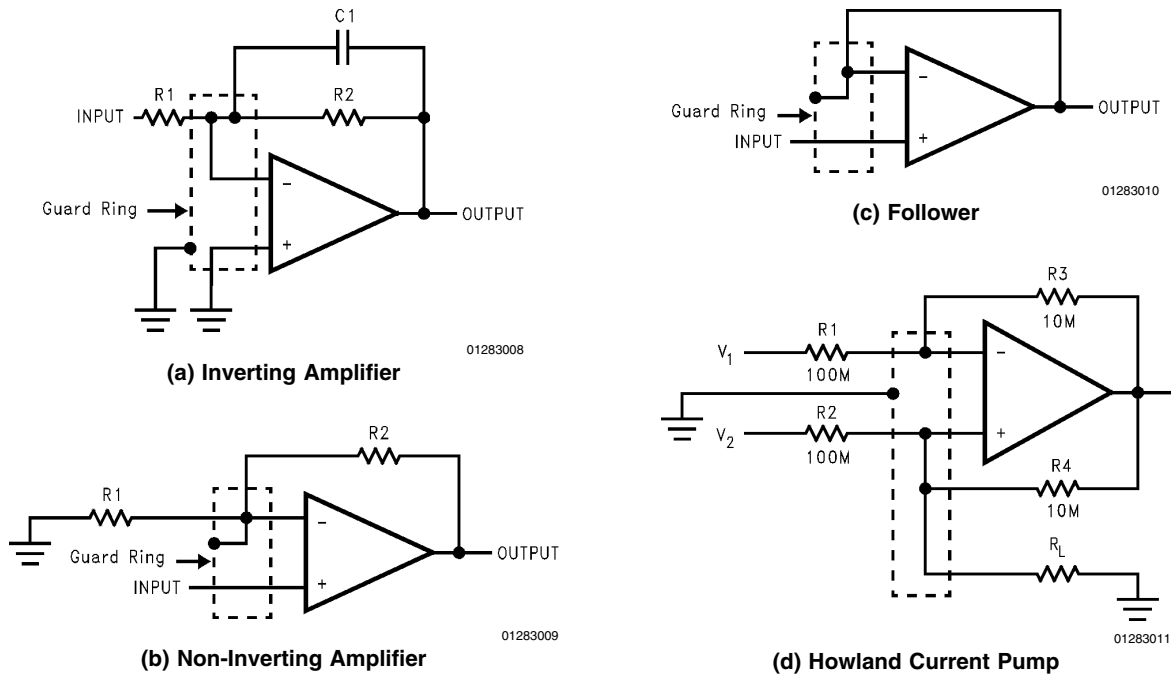 C1
R1
R2
INPUT
−
+
Guard Ring
OUTPUT
01283008
(a) Inverting Amplifier
R2
R1
−
+
Guard Ring
INPUT
OUTPUT
01283009
(b) Non-Inverting Amplifier
−
+
Guard Ring
INPUT
OUTPUT
01283010
(c) Follower
R3
10M
R1
V1
100M
−
R2
V2
100M
+
R4
10M
RL
01283011
(d) Howland Current Pump